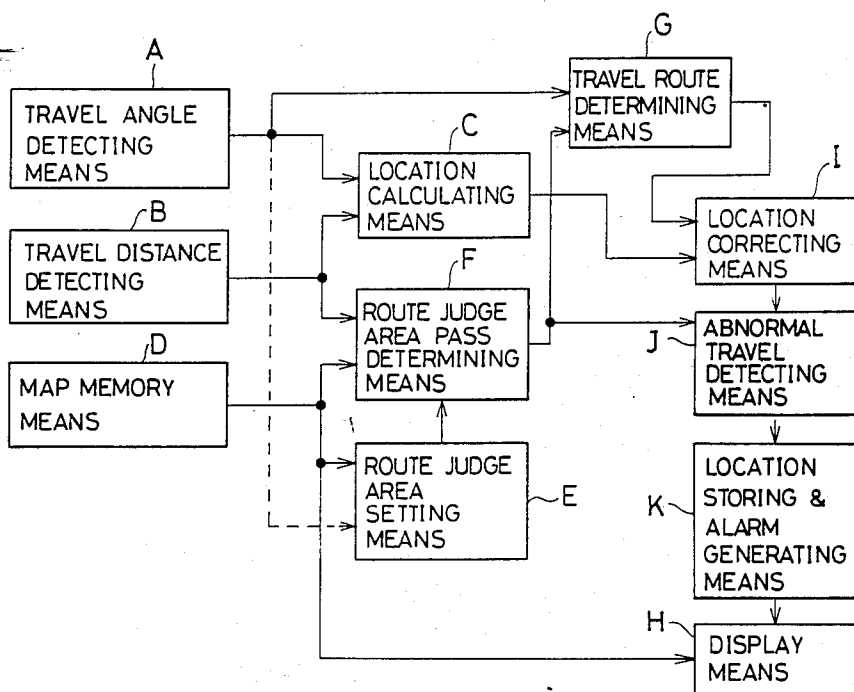 A
TRAVEL ANGLE
DETECTING
MEANS
B
TRAVEL DISTANCE
DETECTING
MEANS
D
MAP MEMORY
MEANS
C
LOCATION
CALCULATING
MEANS
F
ROUTE JUDGE
AREA PASS
DETERMINING
MEANS
ROUTE JUDGE
AREA
SETTING
MEANS
E
G
TRAVEL ROUTE
DETERMINING
MEANS
I
LOCATION
CORRECTING
MEANS
J
ABNORMAL
TRAVEL
DETECTING
MEANS
K
LOCATION
STORING &
ALARM
GENERATING
MEANS
H
DISPLAY
MEANS